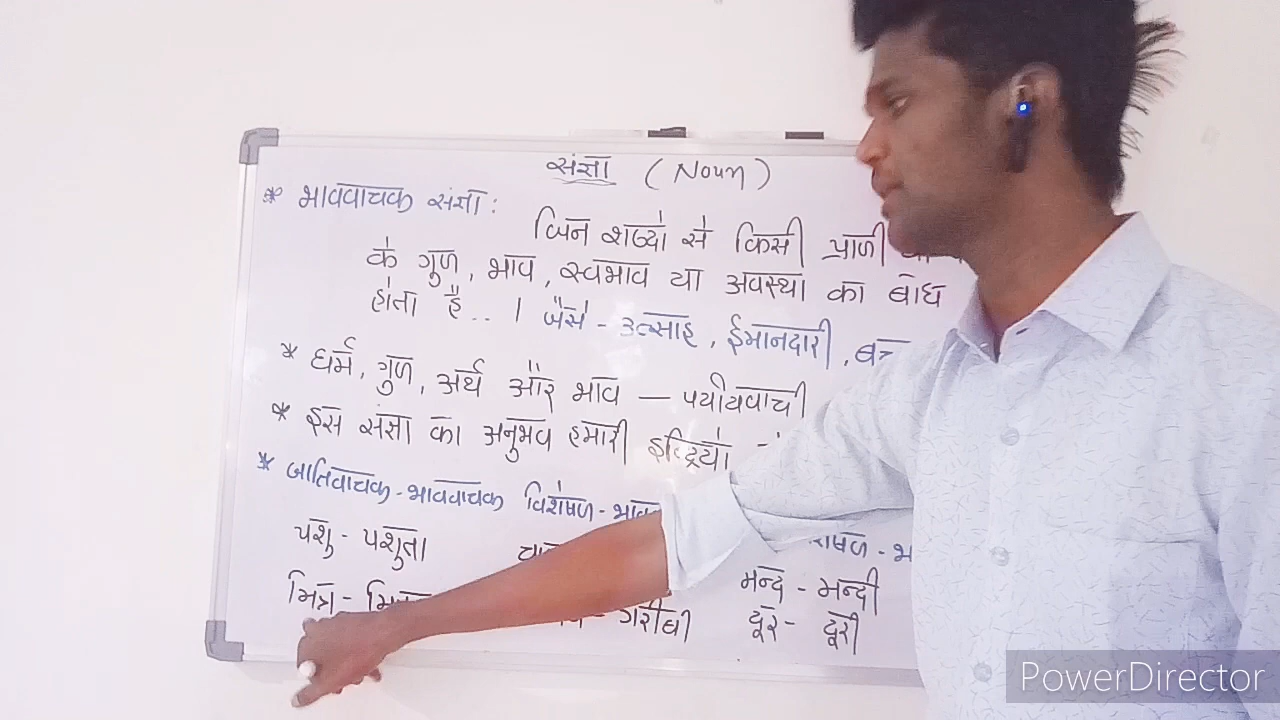 संज्ञा (Noun)
* भाववाचक संज्ञा :
जिन शब्दो से किसी प्राणी
के गुण, भाव, स्वभाव या अवस्था का बोध
होता है .. । जैसे - उत्साह, ईमानदारी,
* धर्म, गुण, अर्थ और भाव — पर्यायवाची
* इस संज्ञा का अनुभव हमारी इन्द्रियो
* जातिवाचक - भाववाचक विशेषण -
पशु - पशुता
मित्र - मन्द - मन्दी
गरीबी दूर - दूरी
PowerDirector